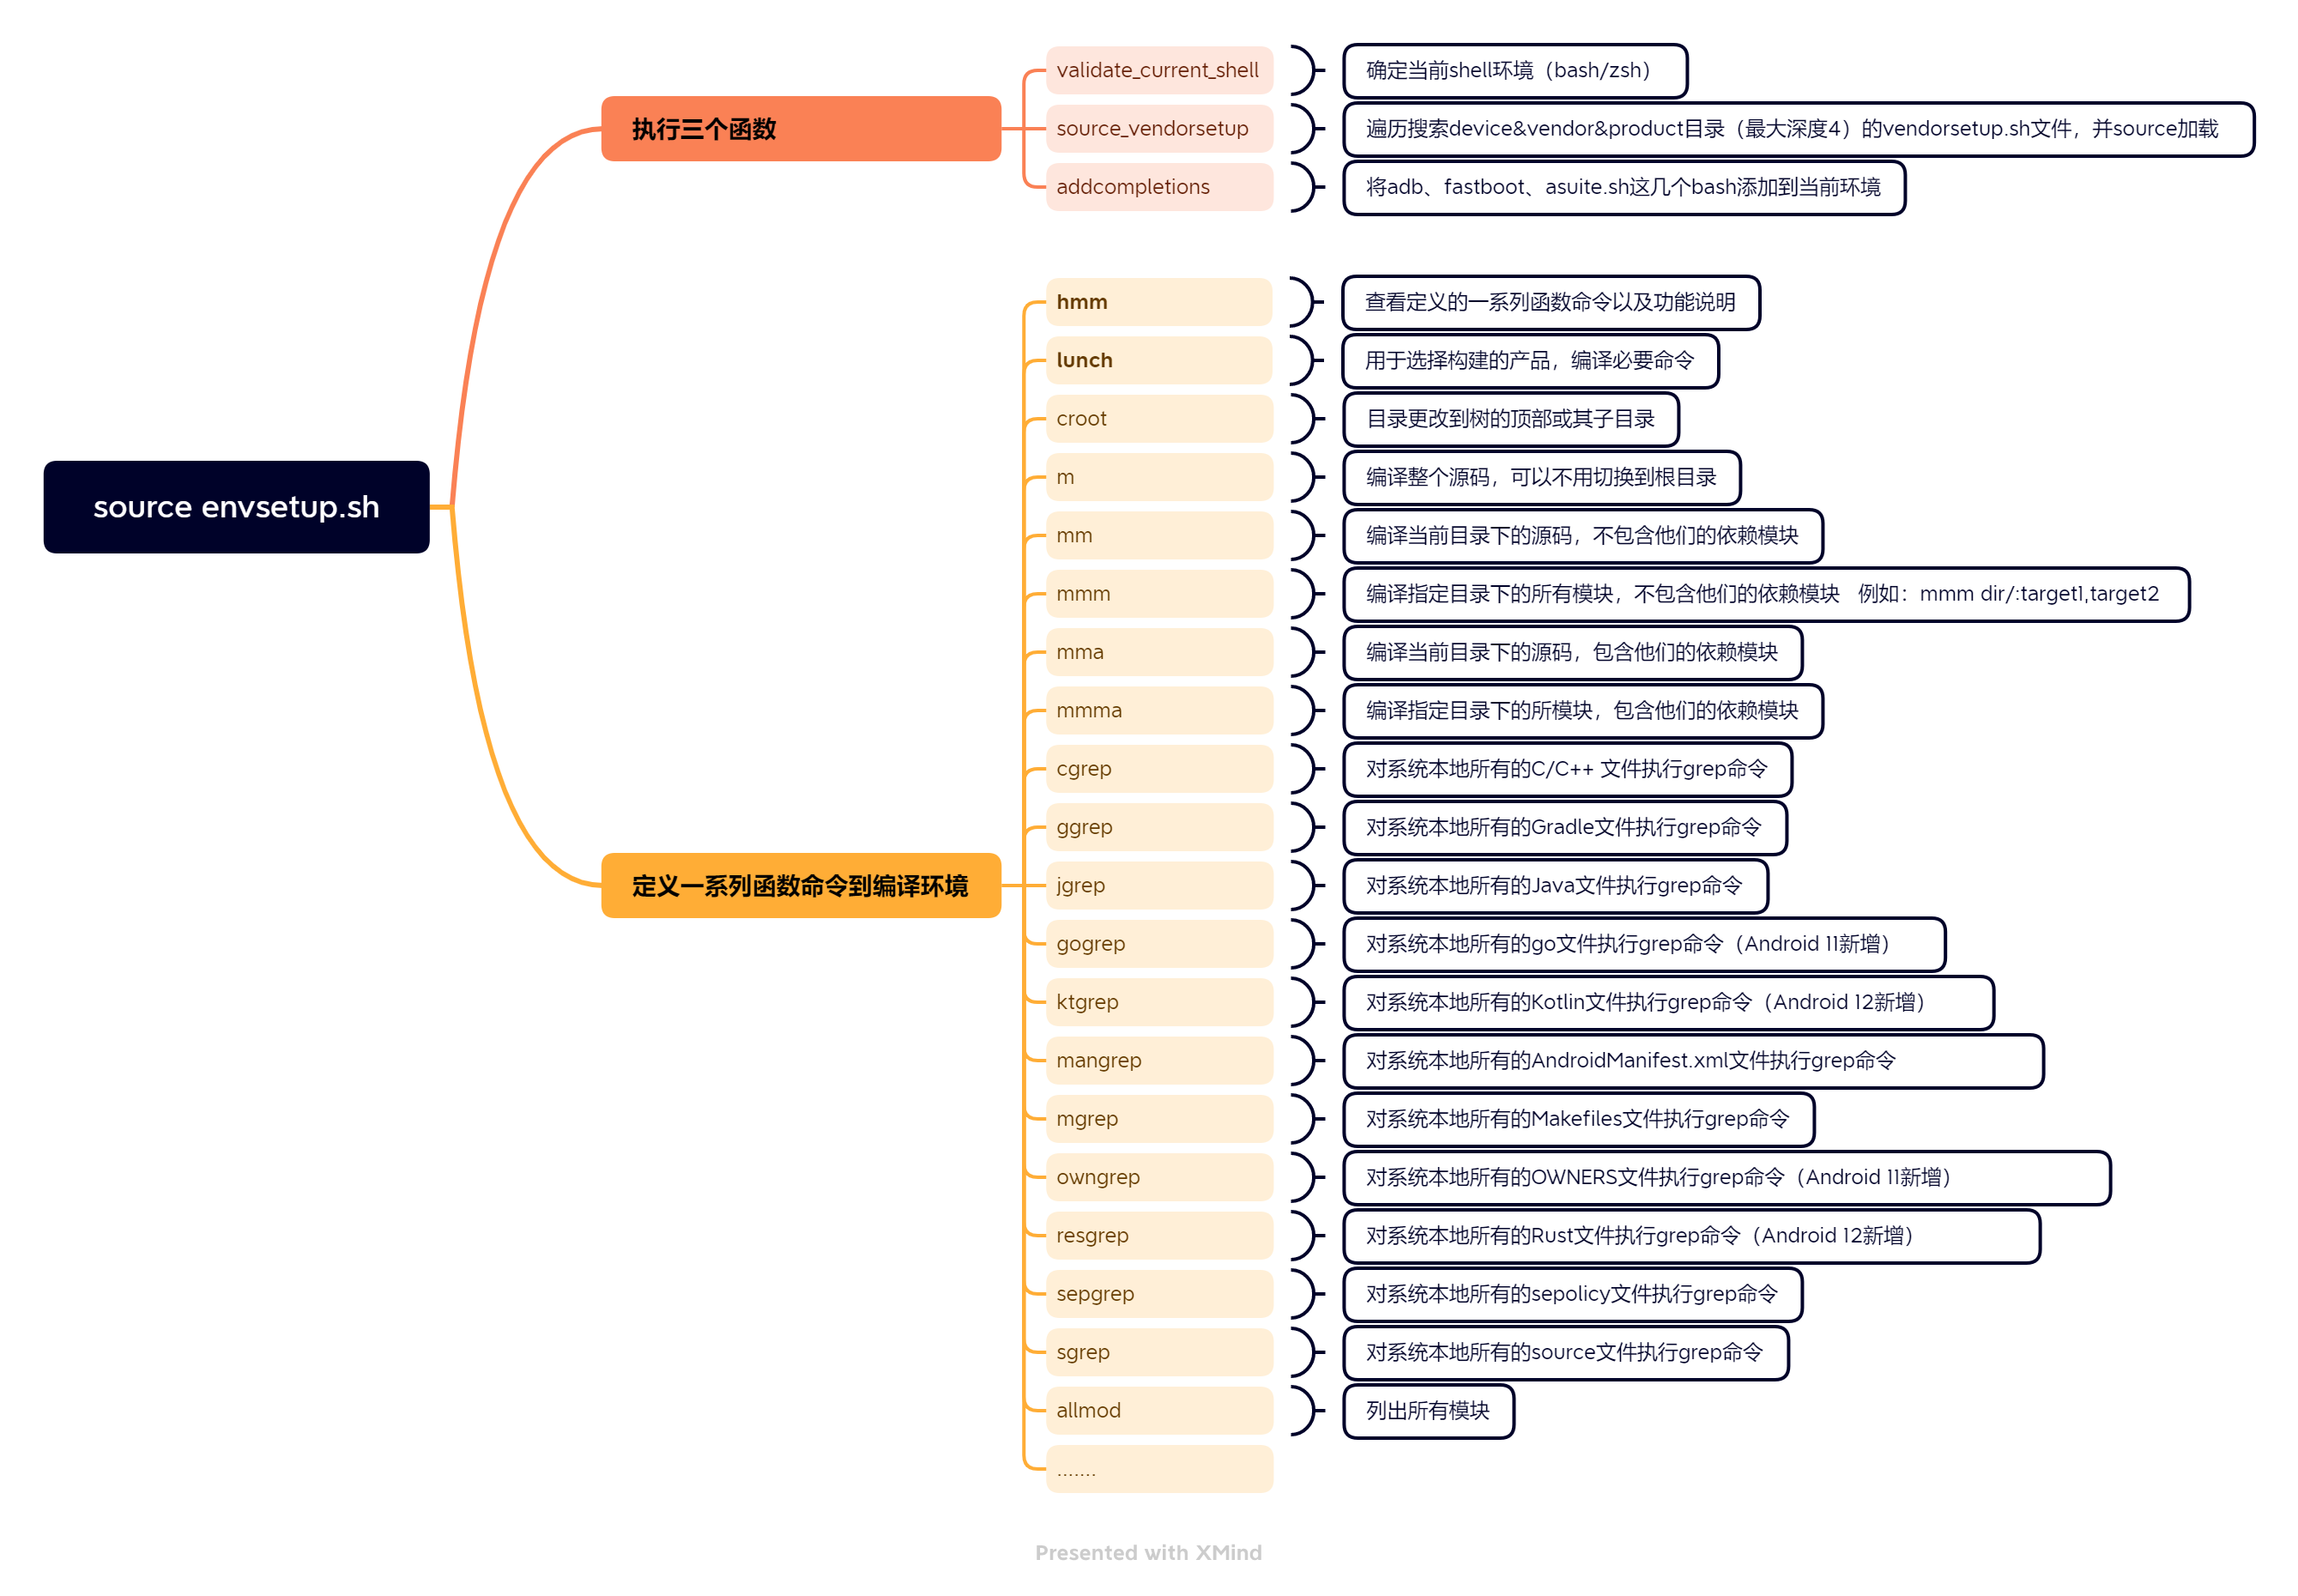 source envsetup.sh
执行三个函数
validate_current_shell
确定当前shell环境（bash/zsh）
source_vendorsetup
遍历搜索device&vendor&product目录（最大深度4）的vendorsetup.sh文件，并source加载
addcompletions
将adb、fastboot、asuite.sh这几个bash添加到当前环境
定义一系列函数命令到编译环境
hmm
查看定义的一系列函数命令以及功能说明
lunch
用于选择构建的产品，编译必要命令
croot
目录更改到树的顶部或其子目录
m
编译整个源码，可以不用切换到根目录
mm
编译当前目录下的源码，不包含他们的依赖模块
mmm
编译指定目录下的所有模块，不包含他们的依赖模块 例如：mmm dir/:target1,target2
mma
编译当前目录下的源码，包含他们的依赖模块
mmma
编译指定目录下的所模块，包含他们的依赖模块
cgrep
对系统本地所有的C/C++ 文件执行grep命令
ggrep
对系统本地所有的Gradle文件执行grep命令
jgrep
对系统本地所有的Java文件执行grep命令
gogrep
对系统本地所有的go文件执行grep命令（Android 11新增）
ktgrep
对系统本地所有的Kotlin文件执行grep命令（Android 12新增）
mangrep
对系统本地所有的AndroidManifest.xml文件执行grep命令
mgrep
对系统本地所有的Makefiles文件执行grep命令
owngrep
对系统本地所有的OWNERS文件执行grep命令（Android 11新增）
resgrep
对系统本地所有的Rust文件执行grep命令（Android 12新增）
sepgrep
对系统本地所有的sepolicy文件执行grep命令
sgrep
对系统本地所有的source文件执行grep命令
allmod
列出所有模块
.......
Presented with XMind